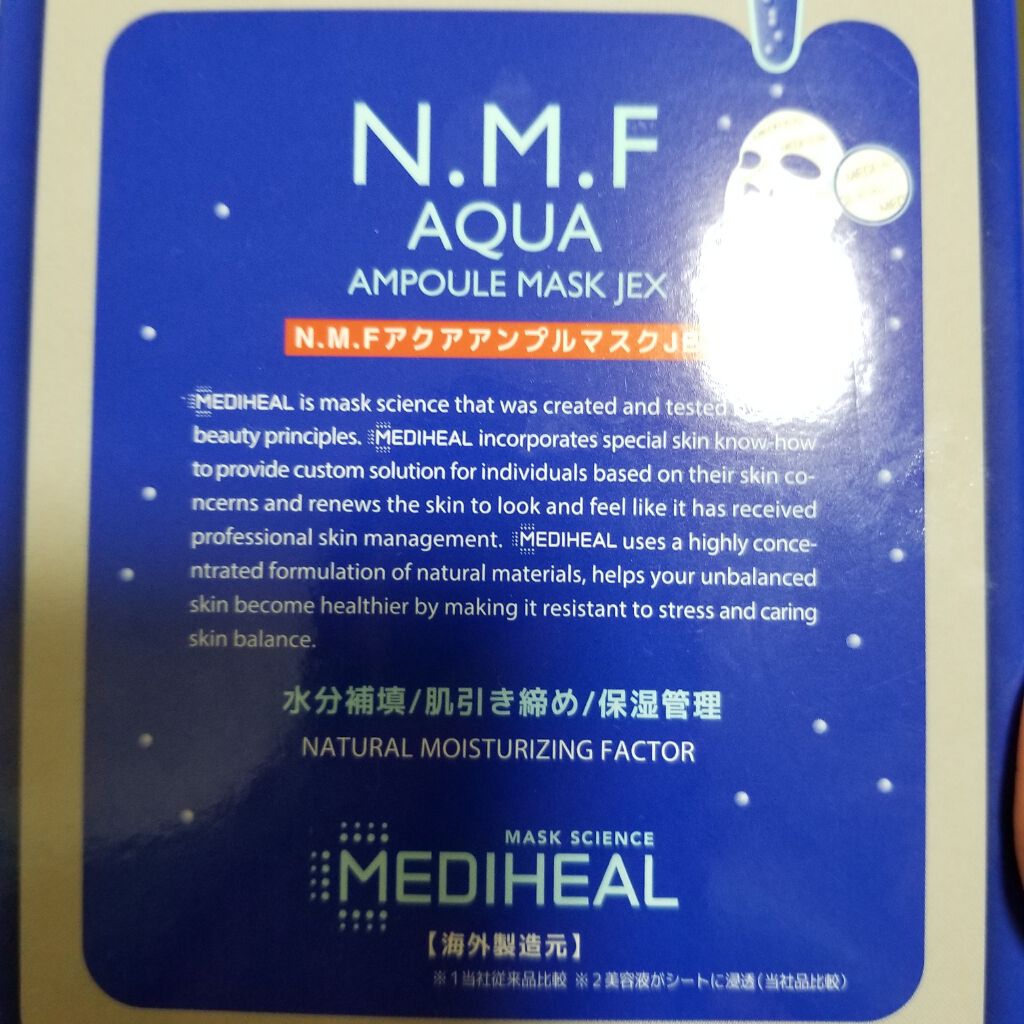 N.M.F
AQUA
AMPOULE MASK JEX
N.M.FアクアアンプルマスクJE
MEDIHEAL is mask science that was created and tested
beauty principles. MEDIHEAL incorporates special skin know-how
to provide custom solution for individuals based on their skin co-
ncerns and renews the skin to look and feel like it has received
professional skin management. MEDIHEAL uses a highly conce-
ntrated formulation of natural materials, helps your unbalanced
skin become healthier by making it resistant to stress and caring
skin balance.
水分補填/肌引き締め/保湿管理
NATURAL MOISTURIZING FACTOR
MASK SCIENCE
MEDIHEAL
【海外製造元】
※1当社従来品比較 ※2美容液がシートに浸透(当社品比較)